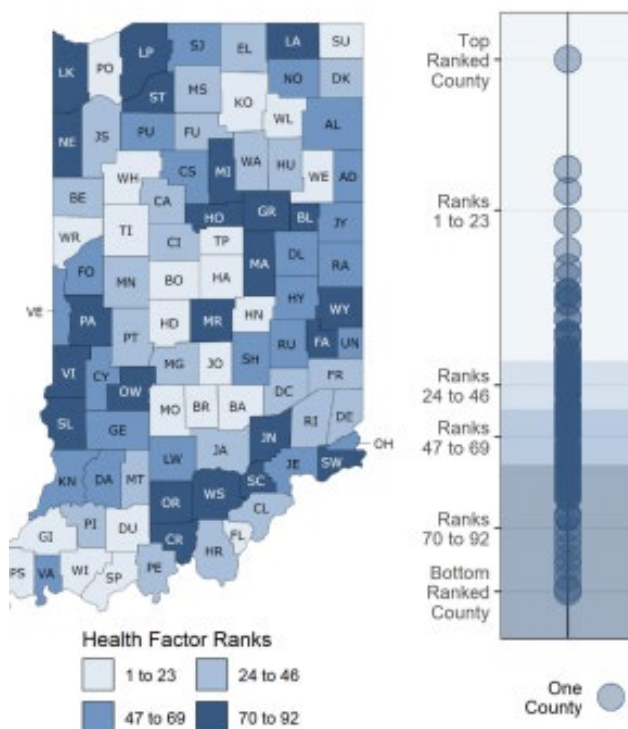 LK
PO
LP
SJ
EL
LA
SU
ST
MS
NO
DK
KO
NE
JS
PU
FU
WL
AL
WH
CS
MI
WA
HU
WE
AD
BE
CA
HO
GR
BL
JY
WR
TI
CI
TP
MA
DL
RA
FO
MN
BO
HA
HY
VE
PA
HD
MR
HN
WY
PT
FA
UN
VI
CY
MG
JO
SH
RU
FR
OW
DC
MO
BR
BA
RI
DE
SL
GE
JN
OH
JA
LW
JE
SW
KN
DA
MT
SC
OR
WS
CL
PI
DU
GI
FL
CR
HR
PS
VA
WI
SP
PE
Health Factor Ranks
1 to 23
24 to 46
47 to 69
70 to 92
Top
Ranked
County
Ranks
1 to 23
Ranks
24 to 46
Ranks
47 to 69
Ranks
70 to 92
Bottom
Ranked
County
One
County